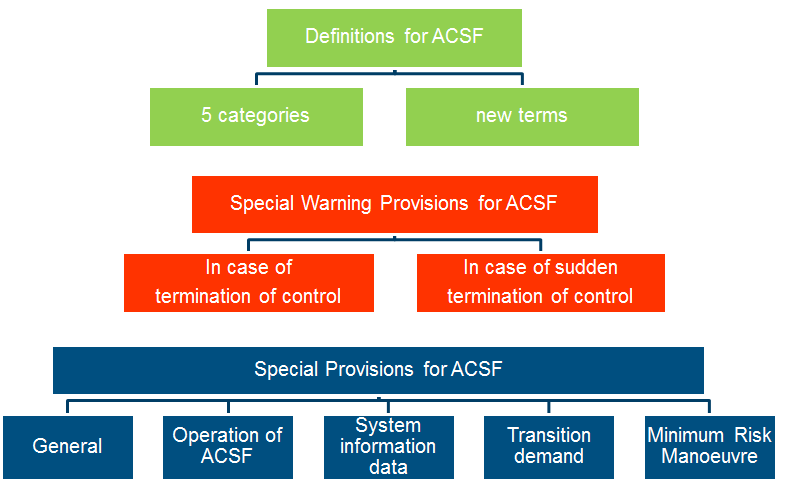 Definitions for ACSF
5 categories
new terms
Special Warning Provisions for ACSF
In case of
termination of control
In case of sudden
termination of control
Special Provisions for ACSF
General
Operation of
ACSF
System
information
data
Transition
demand
Minimum Risk
Manoeuvre